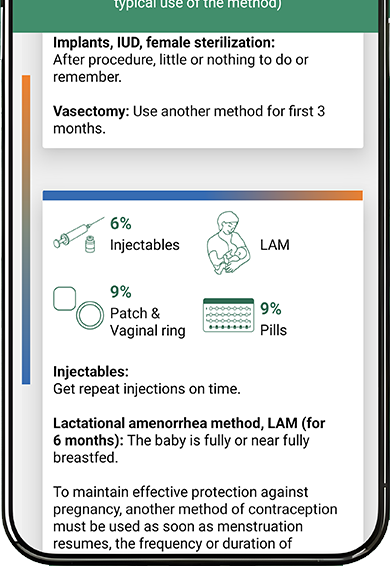 typical use of the method)
Implants, IUD, female sterilization:
After procedure, little or nothing to do or
remember.
Vasectomy: Use another method for first 3
months.
6%
Injectables
LAM
9%
Patch &
Vaginal ring
9%
Pills
Injectables:
Get repeat injections on time.
Lactational amenorrhea method, LAM (for
6 months): The baby is fully or near fully
breastfed.
To maintain effective protection against
pregnancy, another method of contraception
must be used as soon as menstruation
resumes, the frequency or duration of